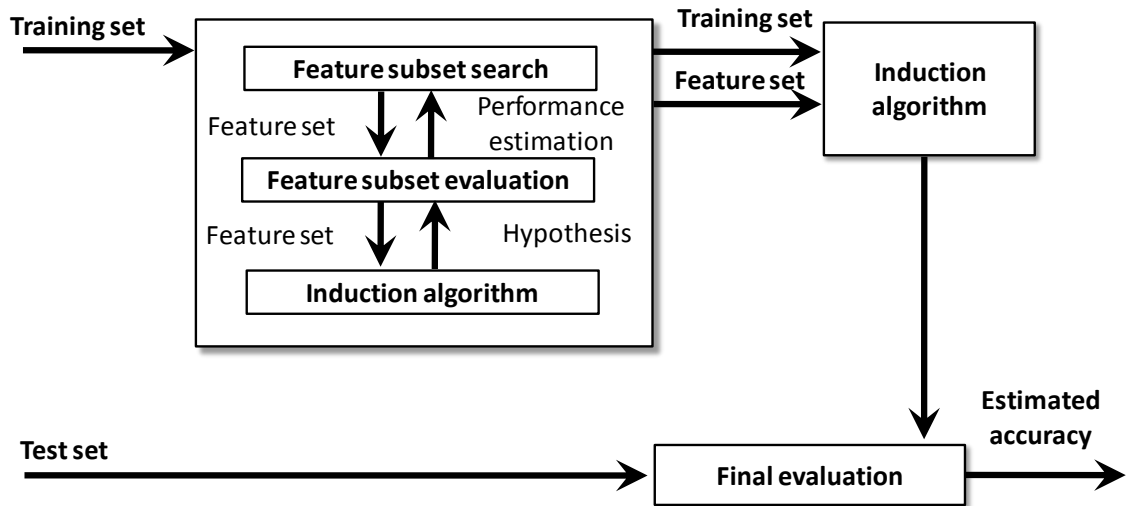 Training set
Feature subset search
Feature set
Performance
estimation
Feature subset evaluation
Feature set
Hypothesis
Induction algorithm
Training set
Feature set
Induction
algorithm
Test set
Final evaluation
Estimated
accuracy